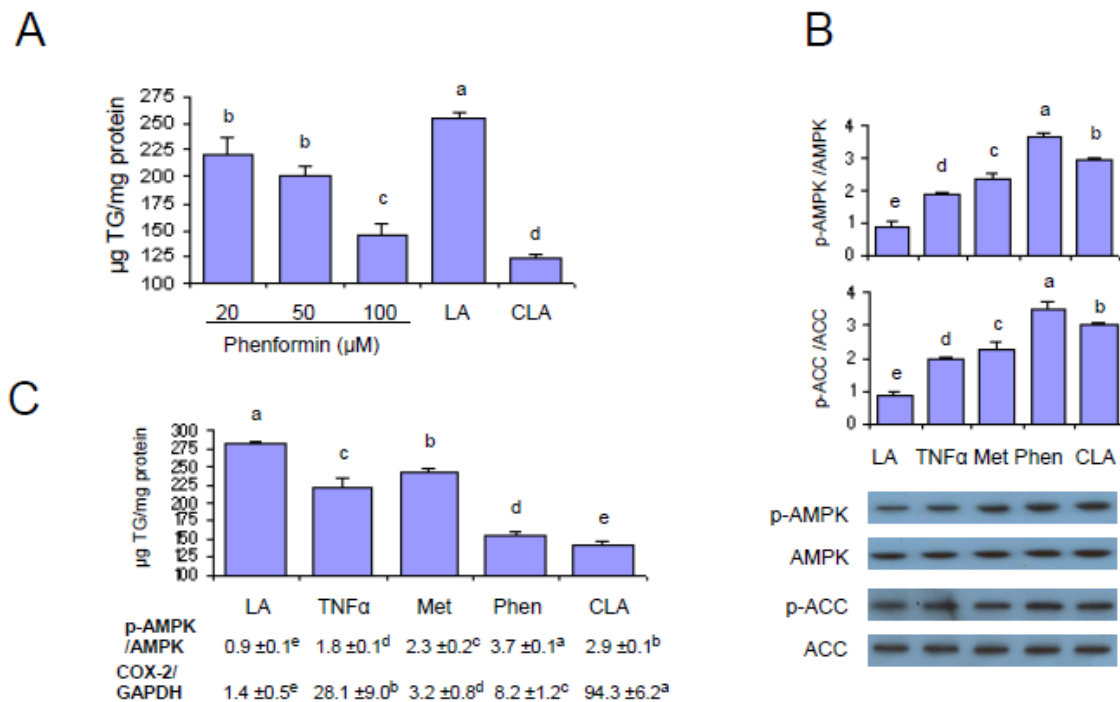 A
275
250
225
200
175
150
125
100
µg TG/mg protein
b
b
c
a
d
20 50 100 LA CLA
Phenformin (µM)
B
4
3
2
1
0
p-AMPK /AMPK
e
d
c
a
b
4
3
2
1
0
p-ACC /ACC
e
d
c
a
b
LA TNFα Met Phen CLA
p-AMPK
AMPK
p-ACC
ACC
C
300
275
250
225
200
175
150
125
100
µg TG/mg protein
a
c
b
d
e
LA TNFα Met Phen CLA
p-AMPK
/AMPK 0.9 ±0.1e 1.8 ±0.1d 2.3 ±0.2c 3.7 ±0.1a 2.9 ±0.1b
COX-2/
GAPDH 1.4 ±0.5e 28.1 ±9.0b 3.2 ±0.8d 8.2 ±1.2c 94.3 ±6.2a